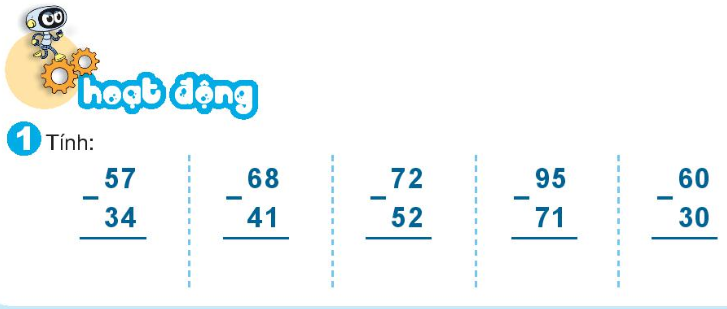 hoạt động
1 Tính:
57 68 72 95 60
− − − − −
34 41 52 71 30